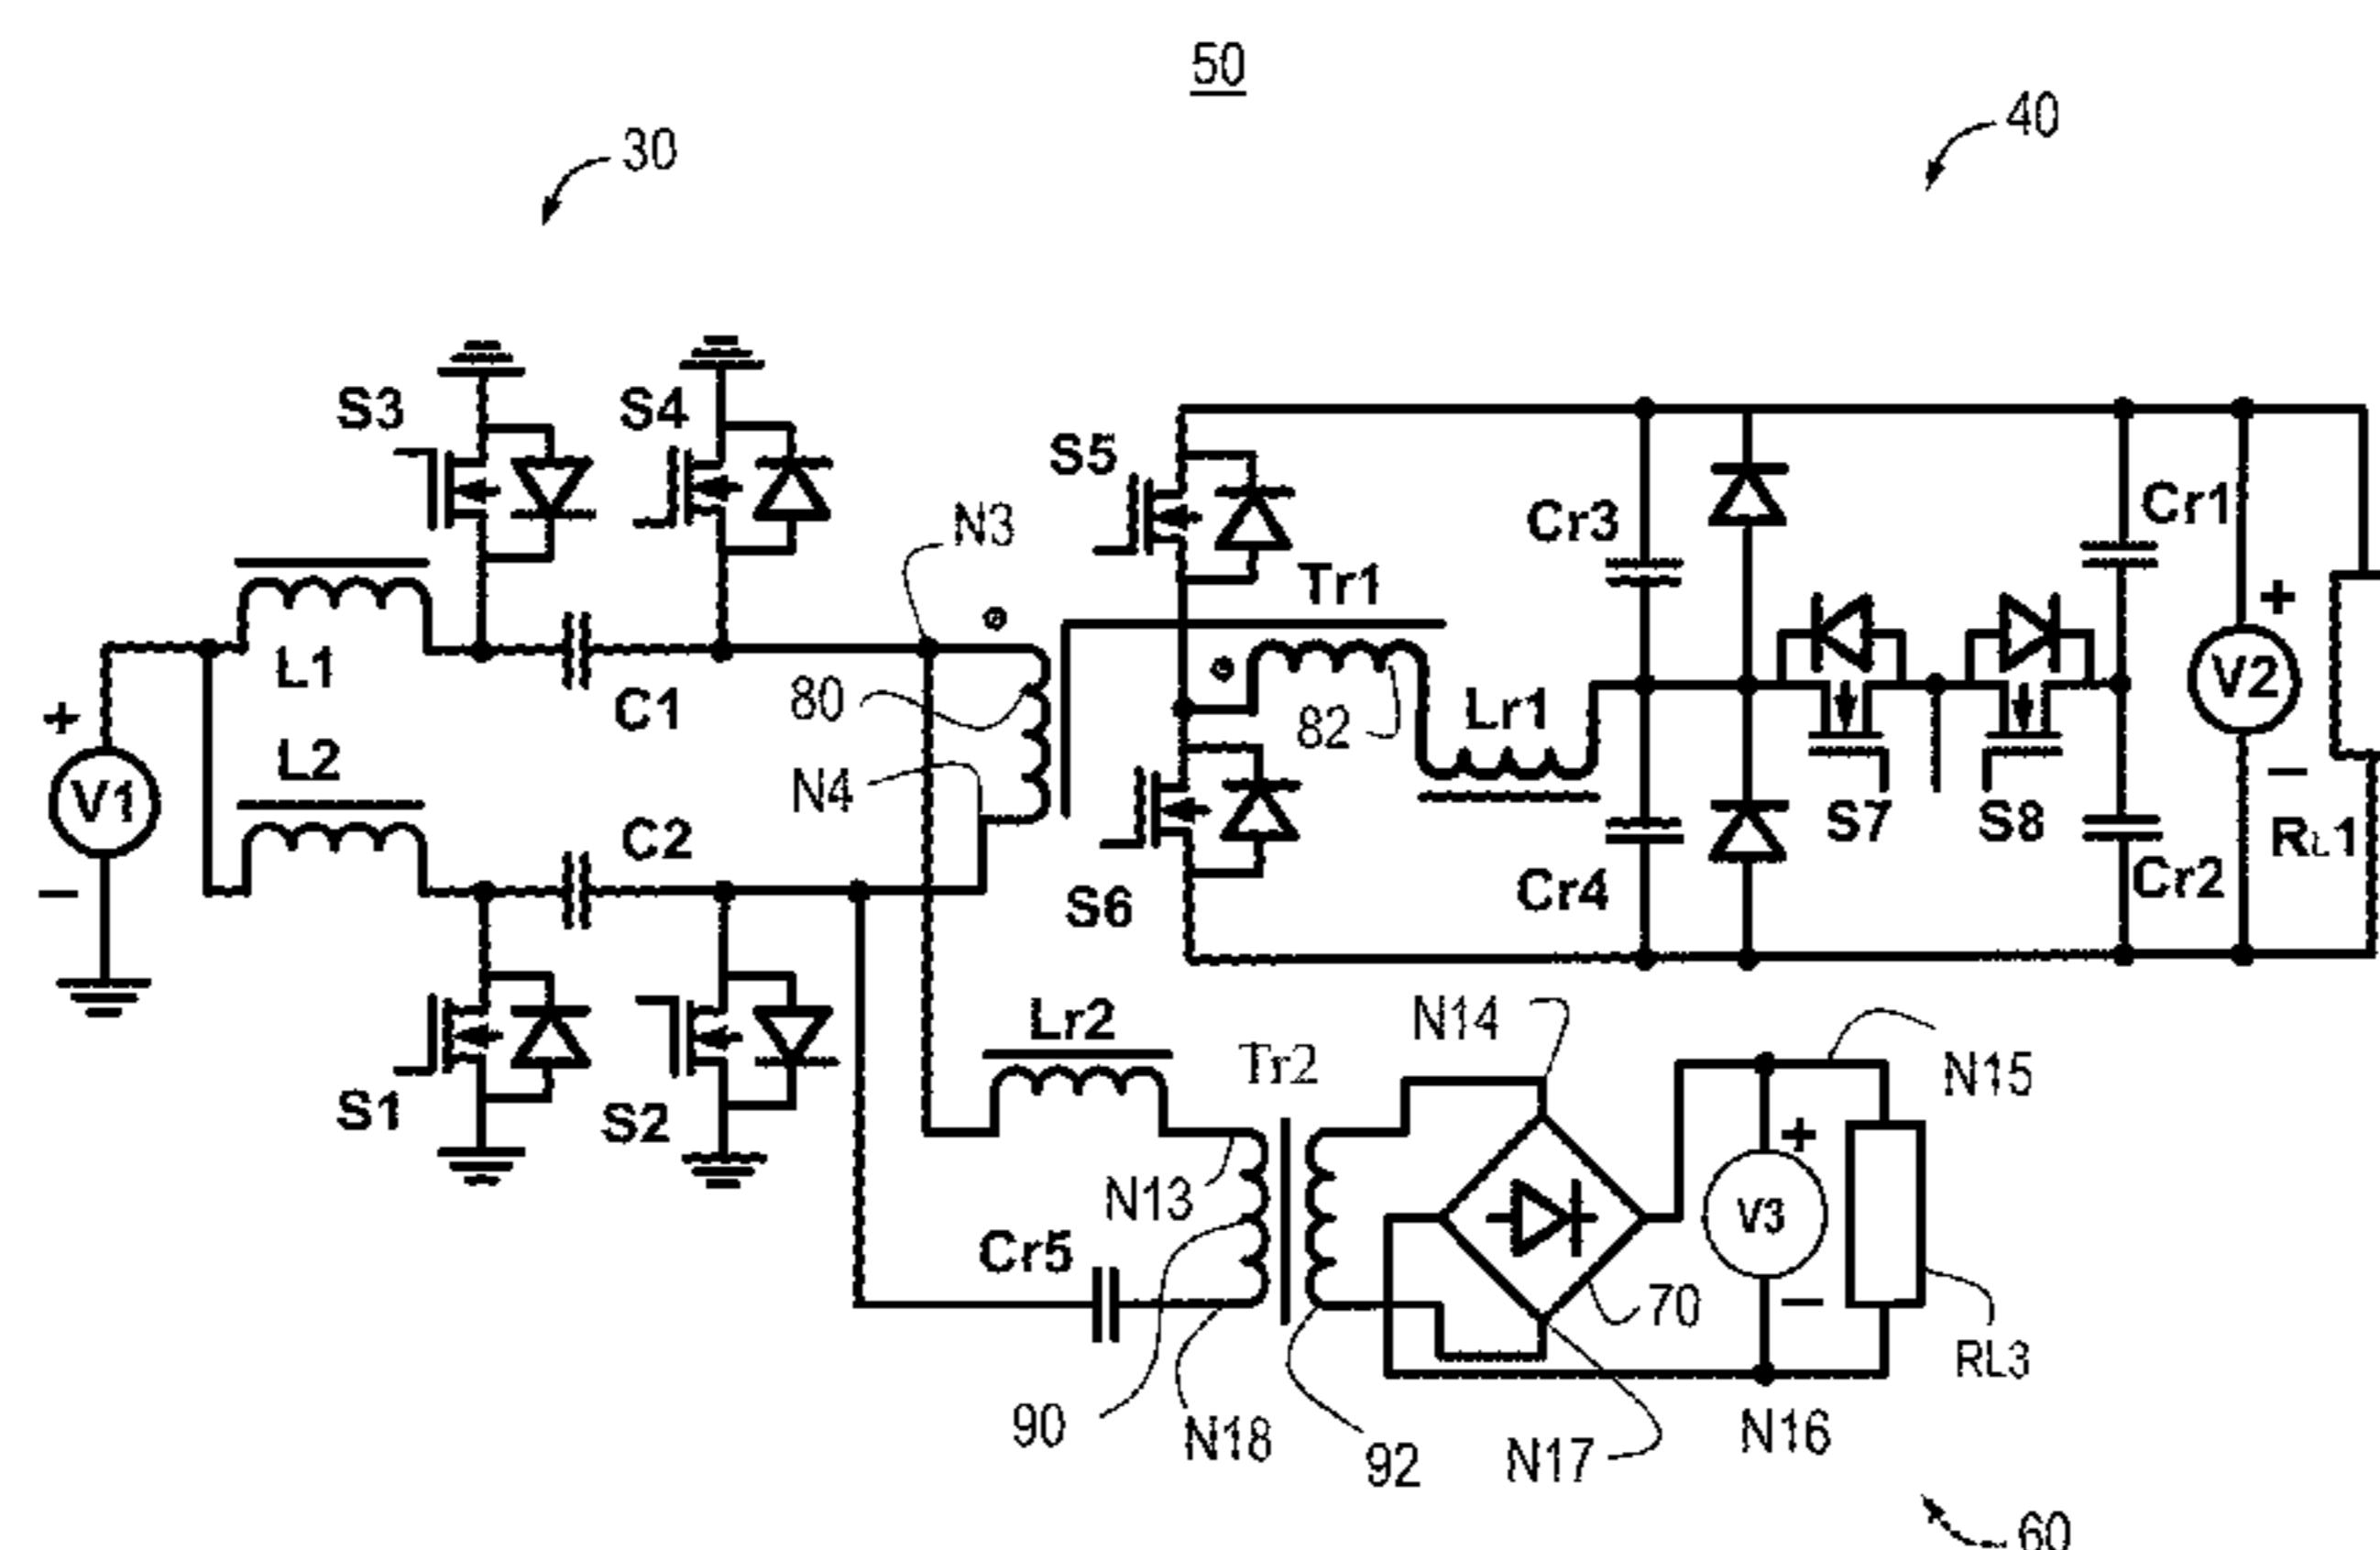 50
30
40
S3
S4
S5
Cr3
Cr1
N3
Tr1
+
L1
C1
80
82
Lr1
V2
+
V1
−
L2
C2
N4
S6
Cr4
S7
S8
−
RL1
Cr2
Lr2
Tr2
N14
N15
S1
S2
N13
+
V3
−
Cr5
70
RL3
90
N18
92
N17
N16
60